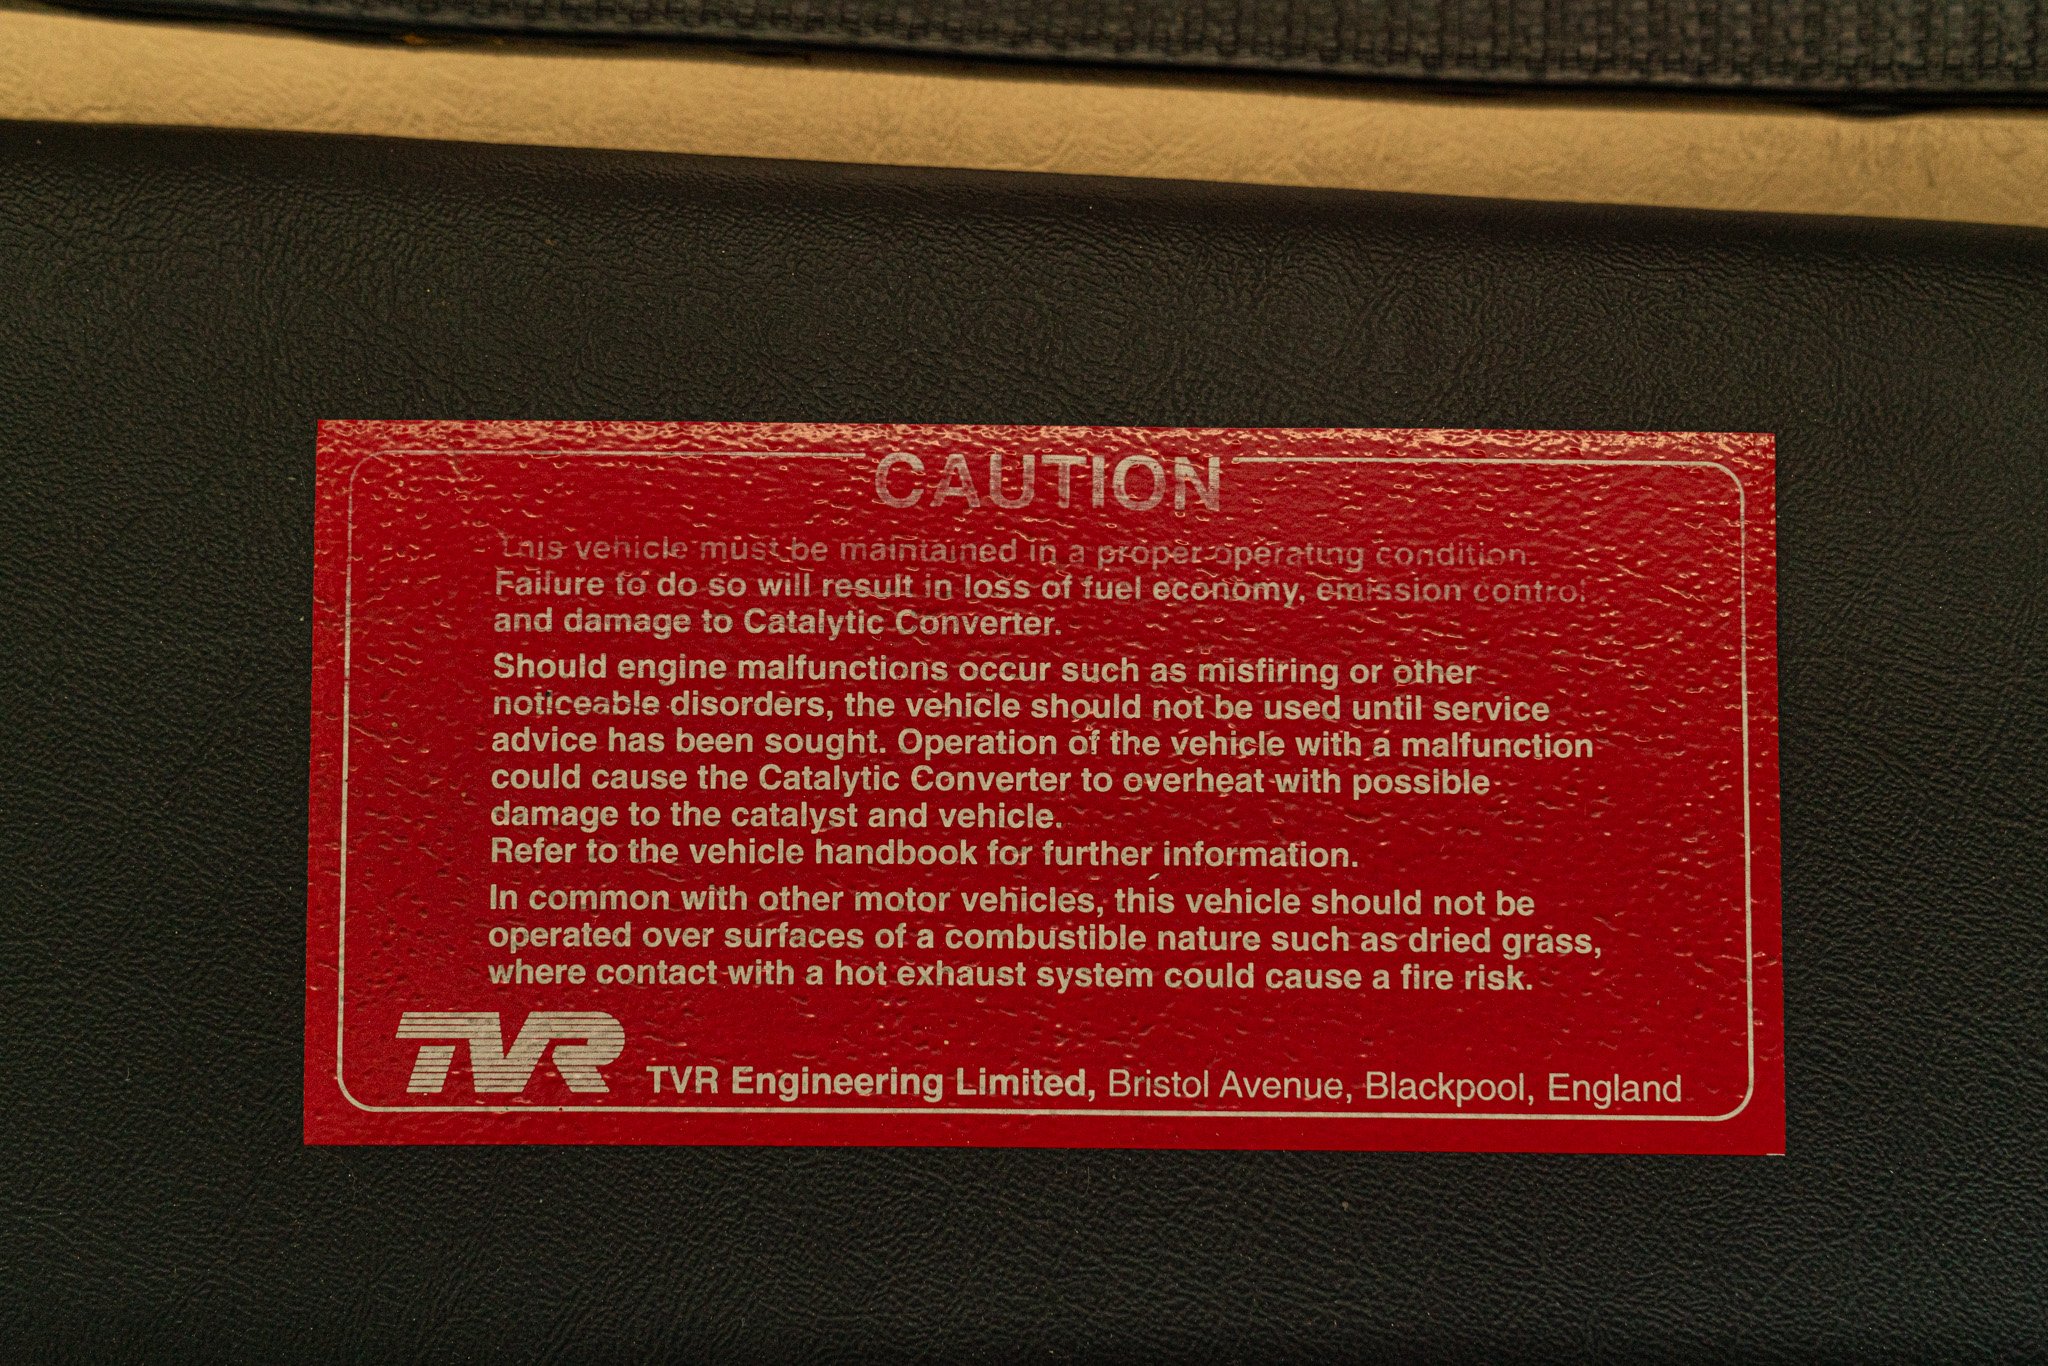 CAUTION
This vehicle must be maintained in a proper operating condition.
Failure to do so will result in loss of fuel economy, emission control
and damage to Catalytic Converter.
Should engine malfunctions occur such as misfiring or other
noticeable disorders, the vehicle should not be used until service
advice has been sought. Operation of the vehicle with a malfunction
could cause the Catalytic Converter to overheat with possible
damage to the catalyst and vehicle.
Refer to the vehicle handbook for further information.
In common with other motor vehicles, this vehicle should not be
operated over surfaces of a combustible nature such as dried grass,
where contact with a hot exhaust system could cause a fire risk.
TVR
TVR Engineering Limited, Bristol Avenue, Blackpool, England